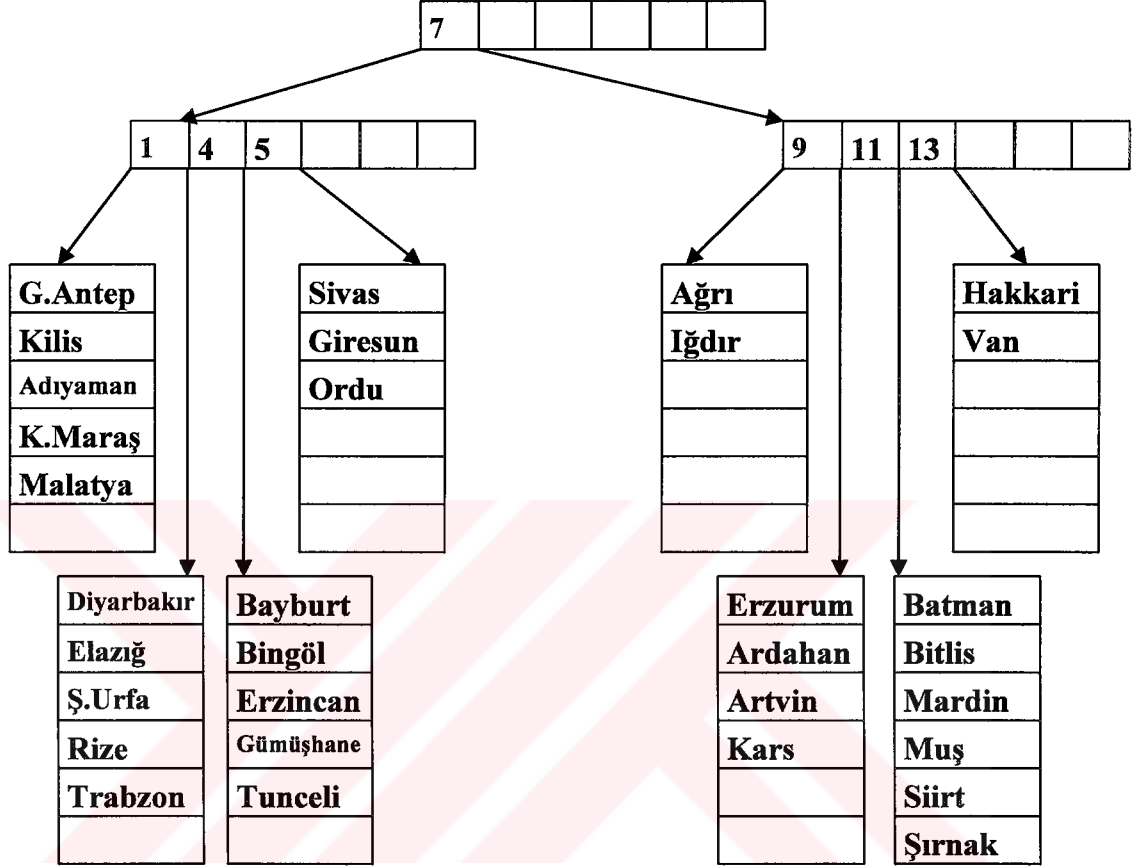 7
1 4 5
9 11 13
G.Antep
Kilis
Adıyaman
K.Maraş
Malatya
Sivas
Giresun
Ordu
Ağrı
Iğdır
Hakkari
Van
Diyarbakır
Elazığ
Ş.Urfa
Rize
Trabzon
Bayburt
Bingöl
Erzincan
Gümüşhane
Tunceli
Erzurum
Ardahan
Artvin
Kars
Batman
Bitlis
Mardin
Muş
Siirt
Şırnak